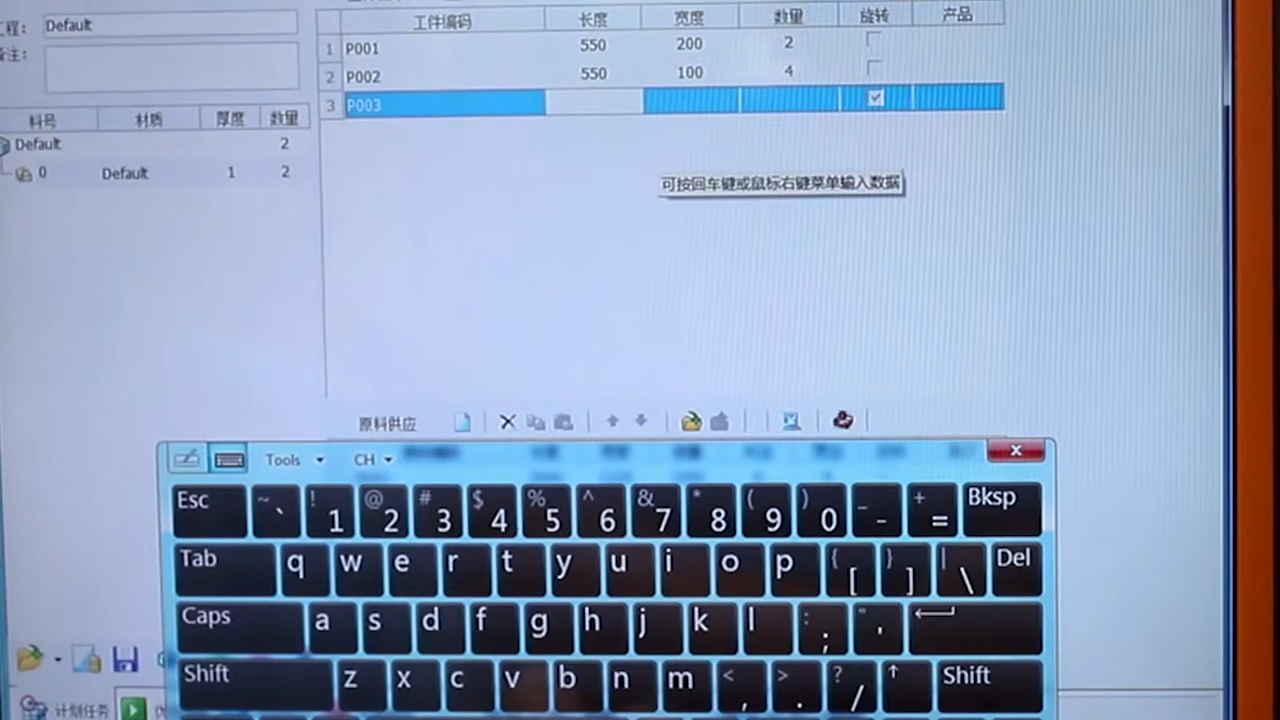 工程: Default
备注:
料号 材质 厚度 数量
Default 2
0 Default 1 2
工件编码 长度 宽度 数量 旋转 产品
1 P001 550 200 2
2 P002 550 100 4
3 P003
可按回车键或鼠标右键菜单输入数据
原料供应
Tools CH
Esc ~ ` ! 1 @ 2 # 3 $ 4 % 5 ^ 6 & 7 * 8 ( 9 ) 0 _ - + = Bksp
Tab q w e r t y u i o p { [ } ] | \ Del
Caps a s d f g h j k l : ; " '
Shift z x c v b n m < , > . ? / ↑ Shift
计划任务